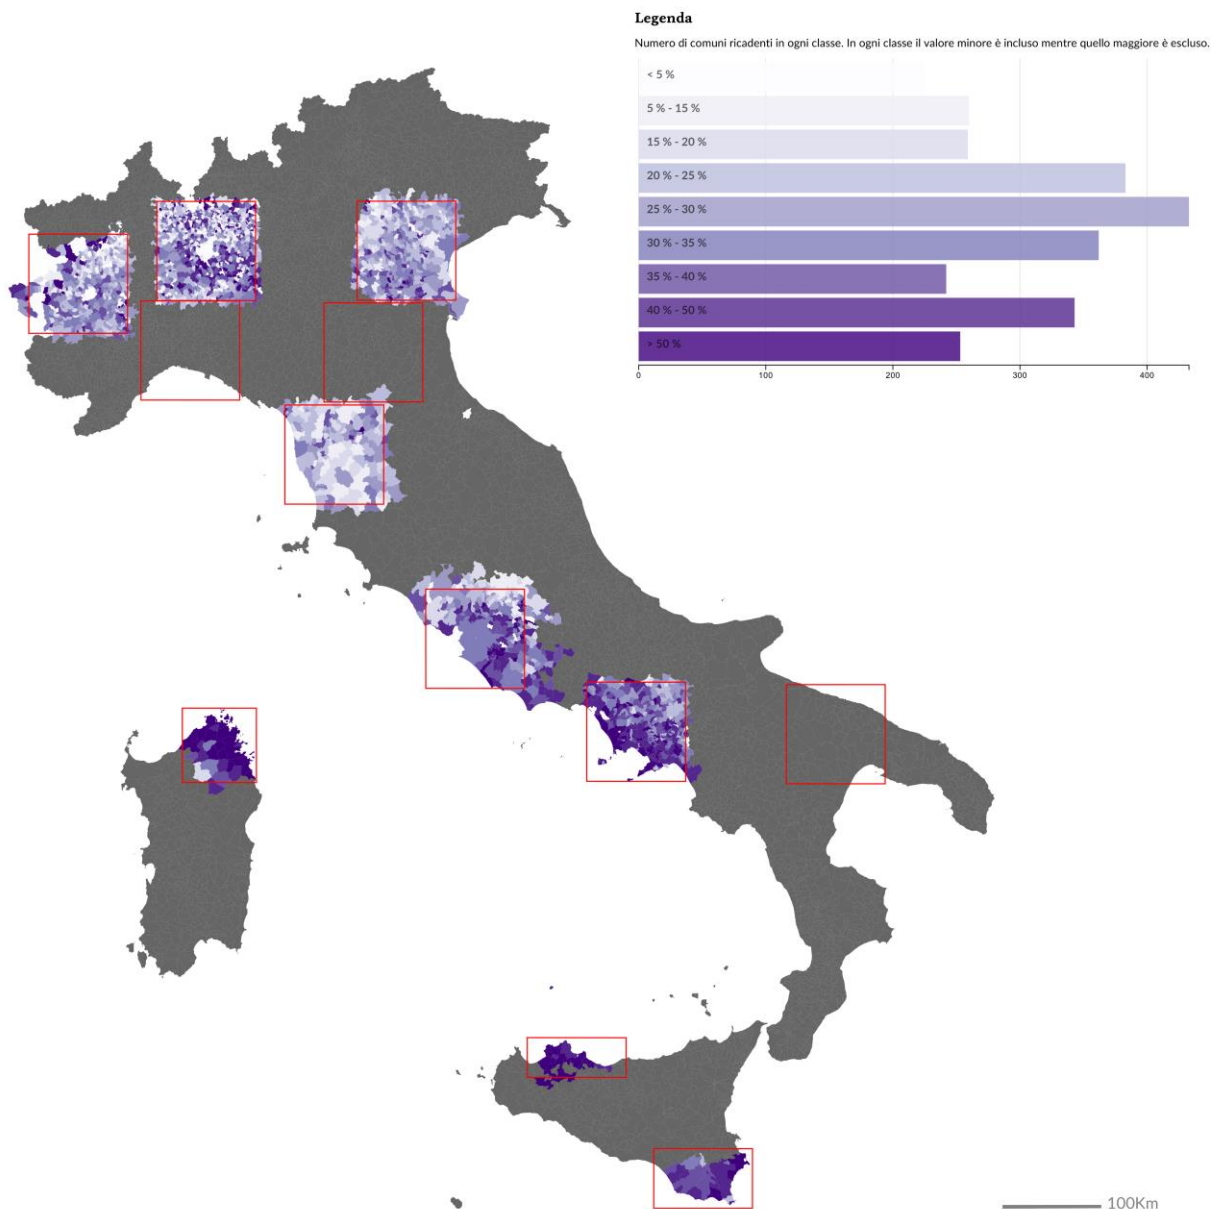 Legenda
Numero di comuni ricadenti in ogni classe. In ogni classe il valore minore è incluso mentre quello maggiore è escluso.
< 5 %
5 % - 15 %
15 % - 20 %
20 % - 25 %
25 % - 30 %
30 % - 35 %
35 % - 40 %
40 % - 50 %
> 50 %
0 100 200 300 400
100Km